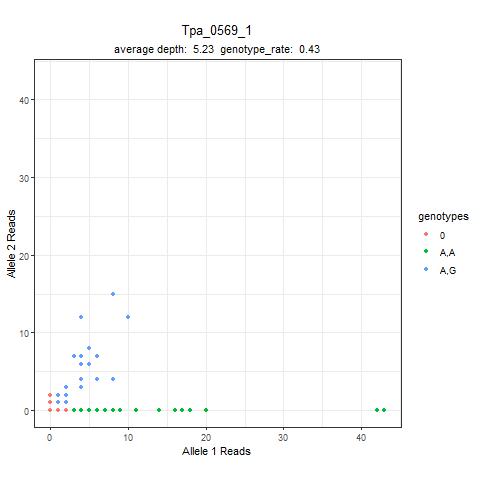 Tpa_0569_1
average depth: 5.23 genotype_rate: 0.43
40
30
20
10
0
Allele 2 Reads
0 10 20 30 40
Allele 1 Reads
genotypes
0
A,A
A,G